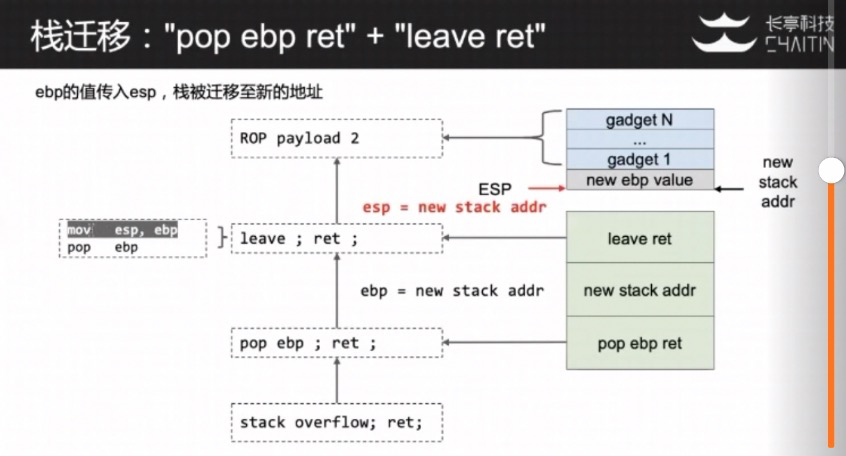 栈迁移："pop ebp ret" + "leave ret"
长亭科技
CHAITIN
ebp的值传入esp，栈被迁移至新的地址
ROP payload 2
gadget N
...
gadget 1
new ebp value
ESP
new
stack
addr
esp = new stack addr
mov esp, ebp
pop ebp
leave ; ret ;
leave ret
ebp = new stack addr
new stack addr
pop ebp ; ret ;
pop ebp ret
stack overflow; ret;